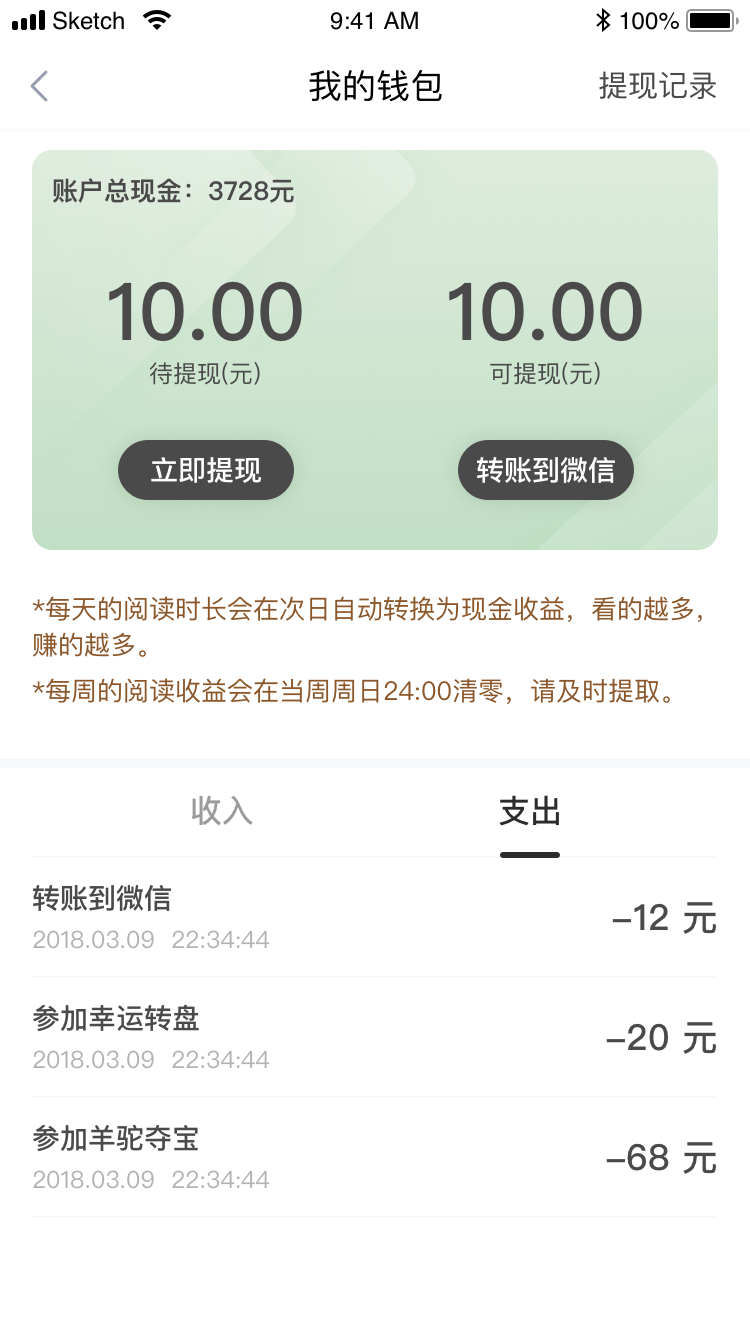 Sketch 9:41 AM 100%
我的钱包 提现记录
账户总现金：3728元
10.00 10.00
待提现(元) 可提现(元)
立即提现 转账到微信
*每天的阅读时长会在次日自动转换为现金收益，看的越多，
赚的越多。
*每周的阅读收益会在当周周日24:00清零，请及时提取。
收入 支出
转账到微信
–12 元
2018.03.09 22:34:44
参加幸运转盘
–20 元
2018.03.09 22:34:44
参加羊驼夺宝
–68 元
2018.03.09 22:34:44